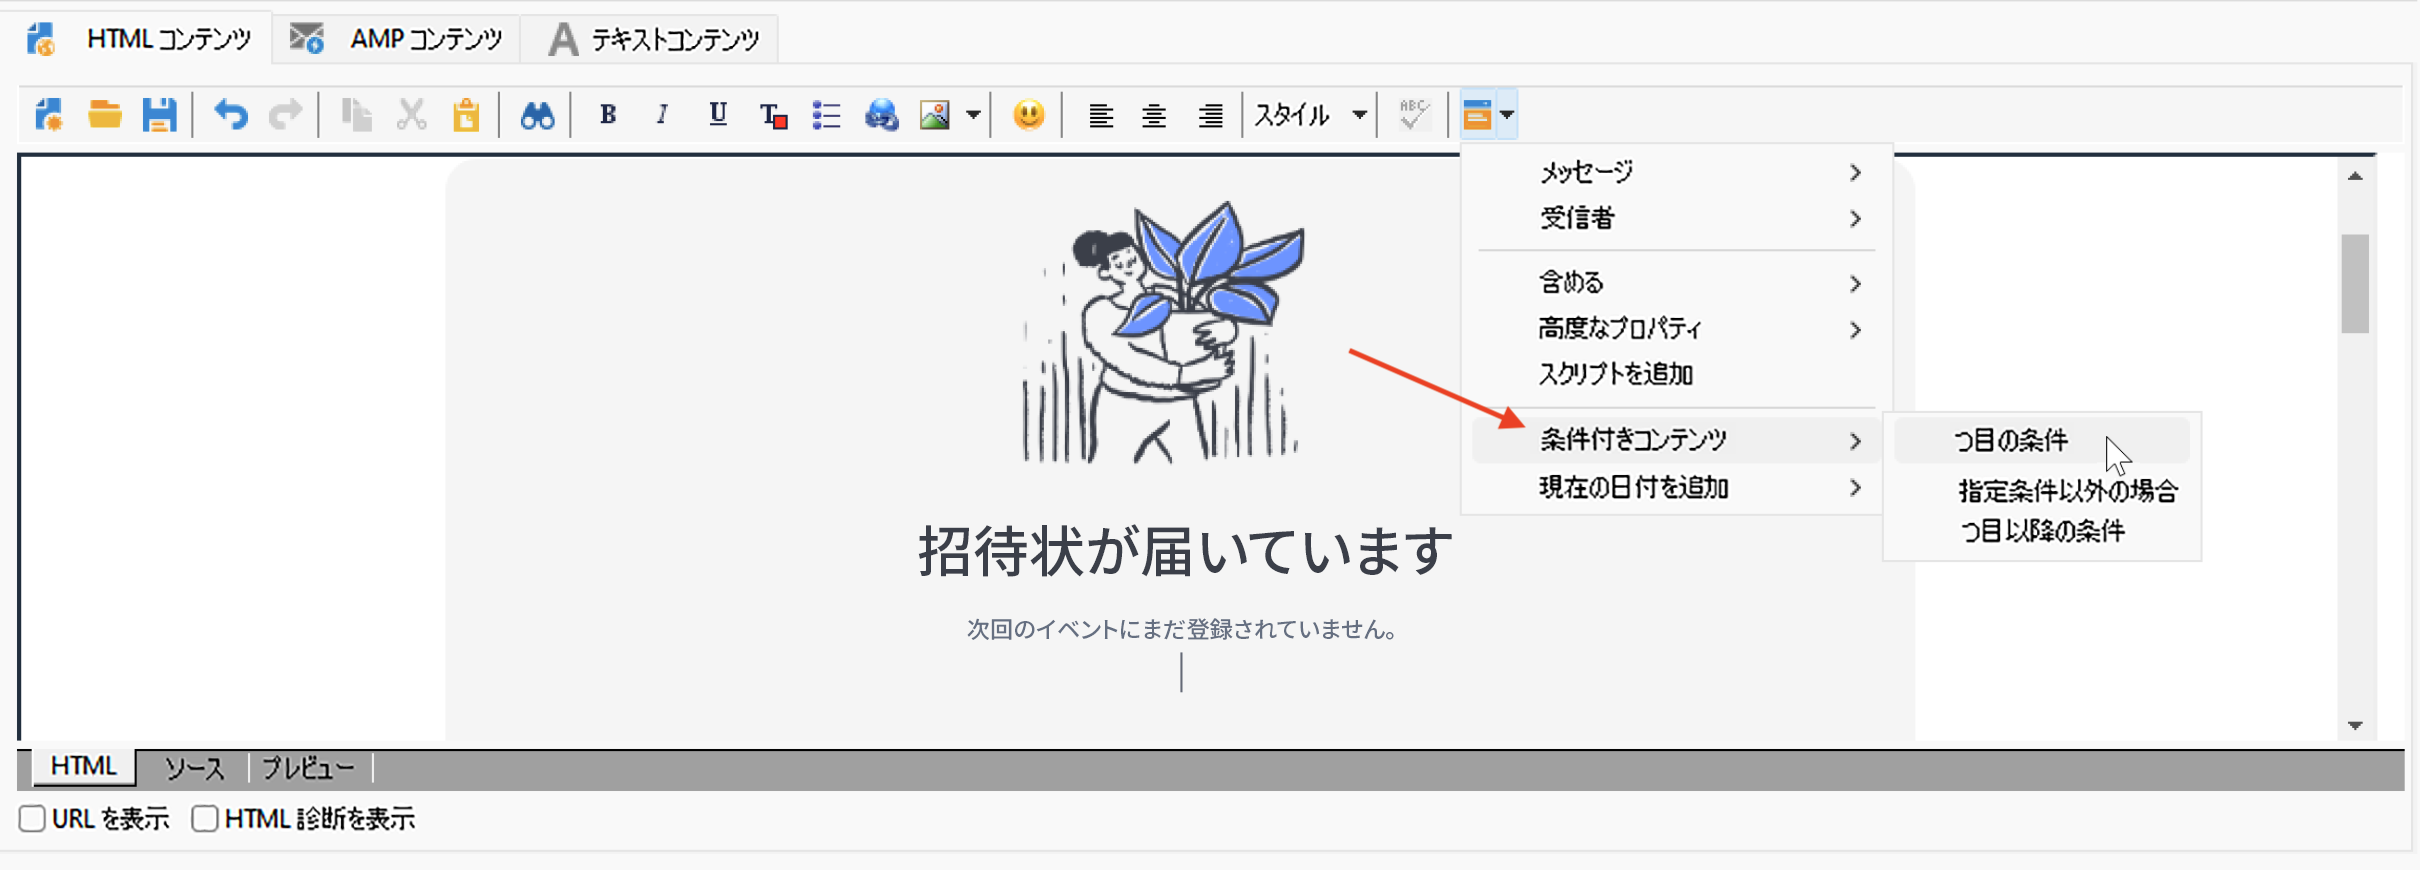 HTML コンテンツ
AMP コンテンツ
テキストコンテンツ
B I U T
スタイル
ABC
メッセージ
受信者
含める
高度なプロパティ
スクリプトを追加
条件付きコンテンツ
現在の日付を追加
つ目の条件
指定条件以外の場合
つ目以降の条件
招待状が届いています
次回のイベントにまだ登録されていません。
HTML
ソース
プレビュー
URL を表示
HTML 診断を表示